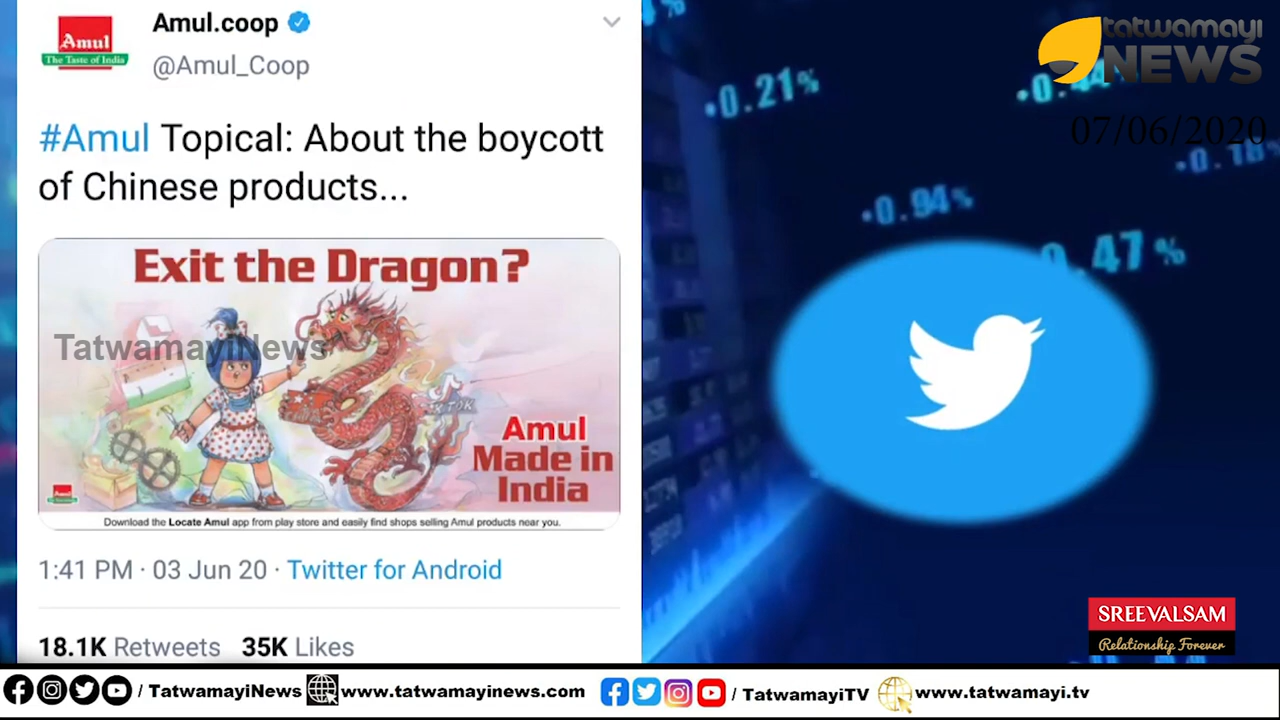 Amul.coop
@Amul_Coop
Amul
The Taste of India
#Amul Topical: About the boycott
of Chinese products...
Exit the Dragon?
TatwamayiNews
Amul
Made in
India
Amul
Download the Locate Amul app from play store and easily find shops selling Amul products near you.
1:41 PM · 03 Jun 20 · Twitter for Android
18.1K Retweets 35K Likes
tatwamayi
NEWS
07/06/2020
0.21%
0.94%
0.47%
SREEVALSAM
Relationship Forever
/ TatwamayiNews www.tatwamayinews.com / TatwamayiTV www.tatwamayi.tv